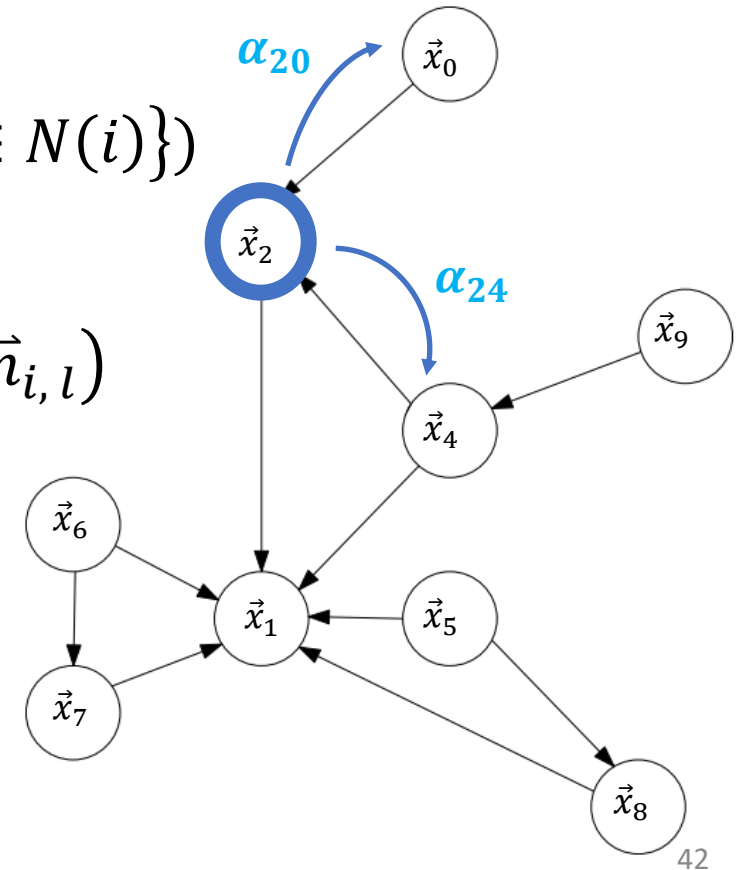 α₂₀
x⃗₀
∈ N(i)})
x⃗₂
α₂₄
x⃗₉
m⃗ᵢ, ₗ)
x⃗₄
x⃗₆
x⃗₁
x⃗₅
x⃗₇
x⃗₈
42